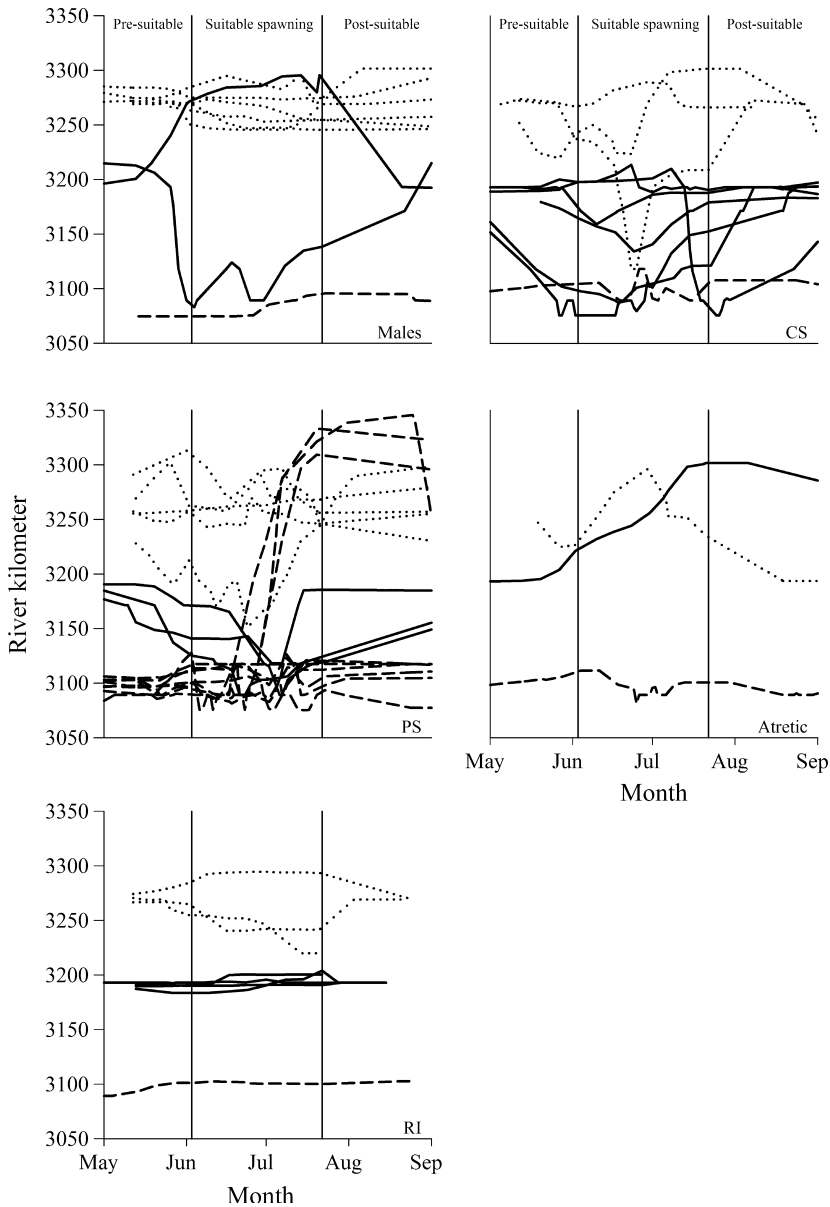 3350
Pre-suitable
Suitable spawning
Post-suitable
3300
3250
3200
3150
3100
3050
Males
Pre-suitable
Suitable spawning
Post-suitable
CS
3350
3300
3250
3200
3150
3100
3050
PS
River kilometer
Atretic
May
Jun
Jul
Aug
Sep
Month
3350
3300
3250
3200
3150
3100
3050
RI
May
Jun
Jul
Aug
Sep
Month